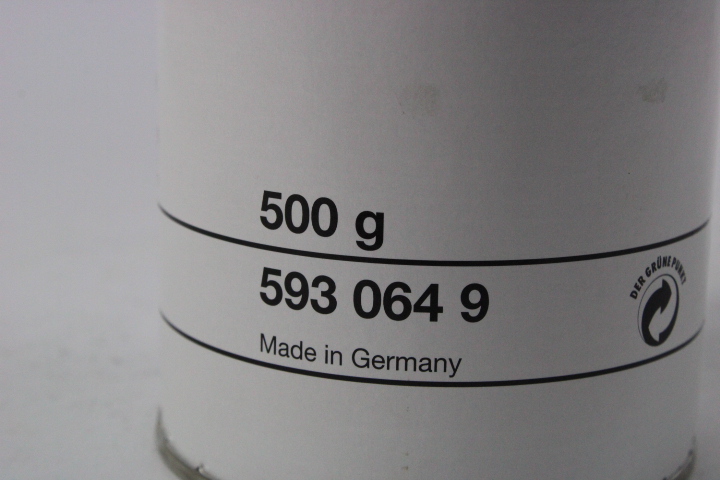 500 g
593 064 9
Made in Germany
DER GRÜNE PUNKT